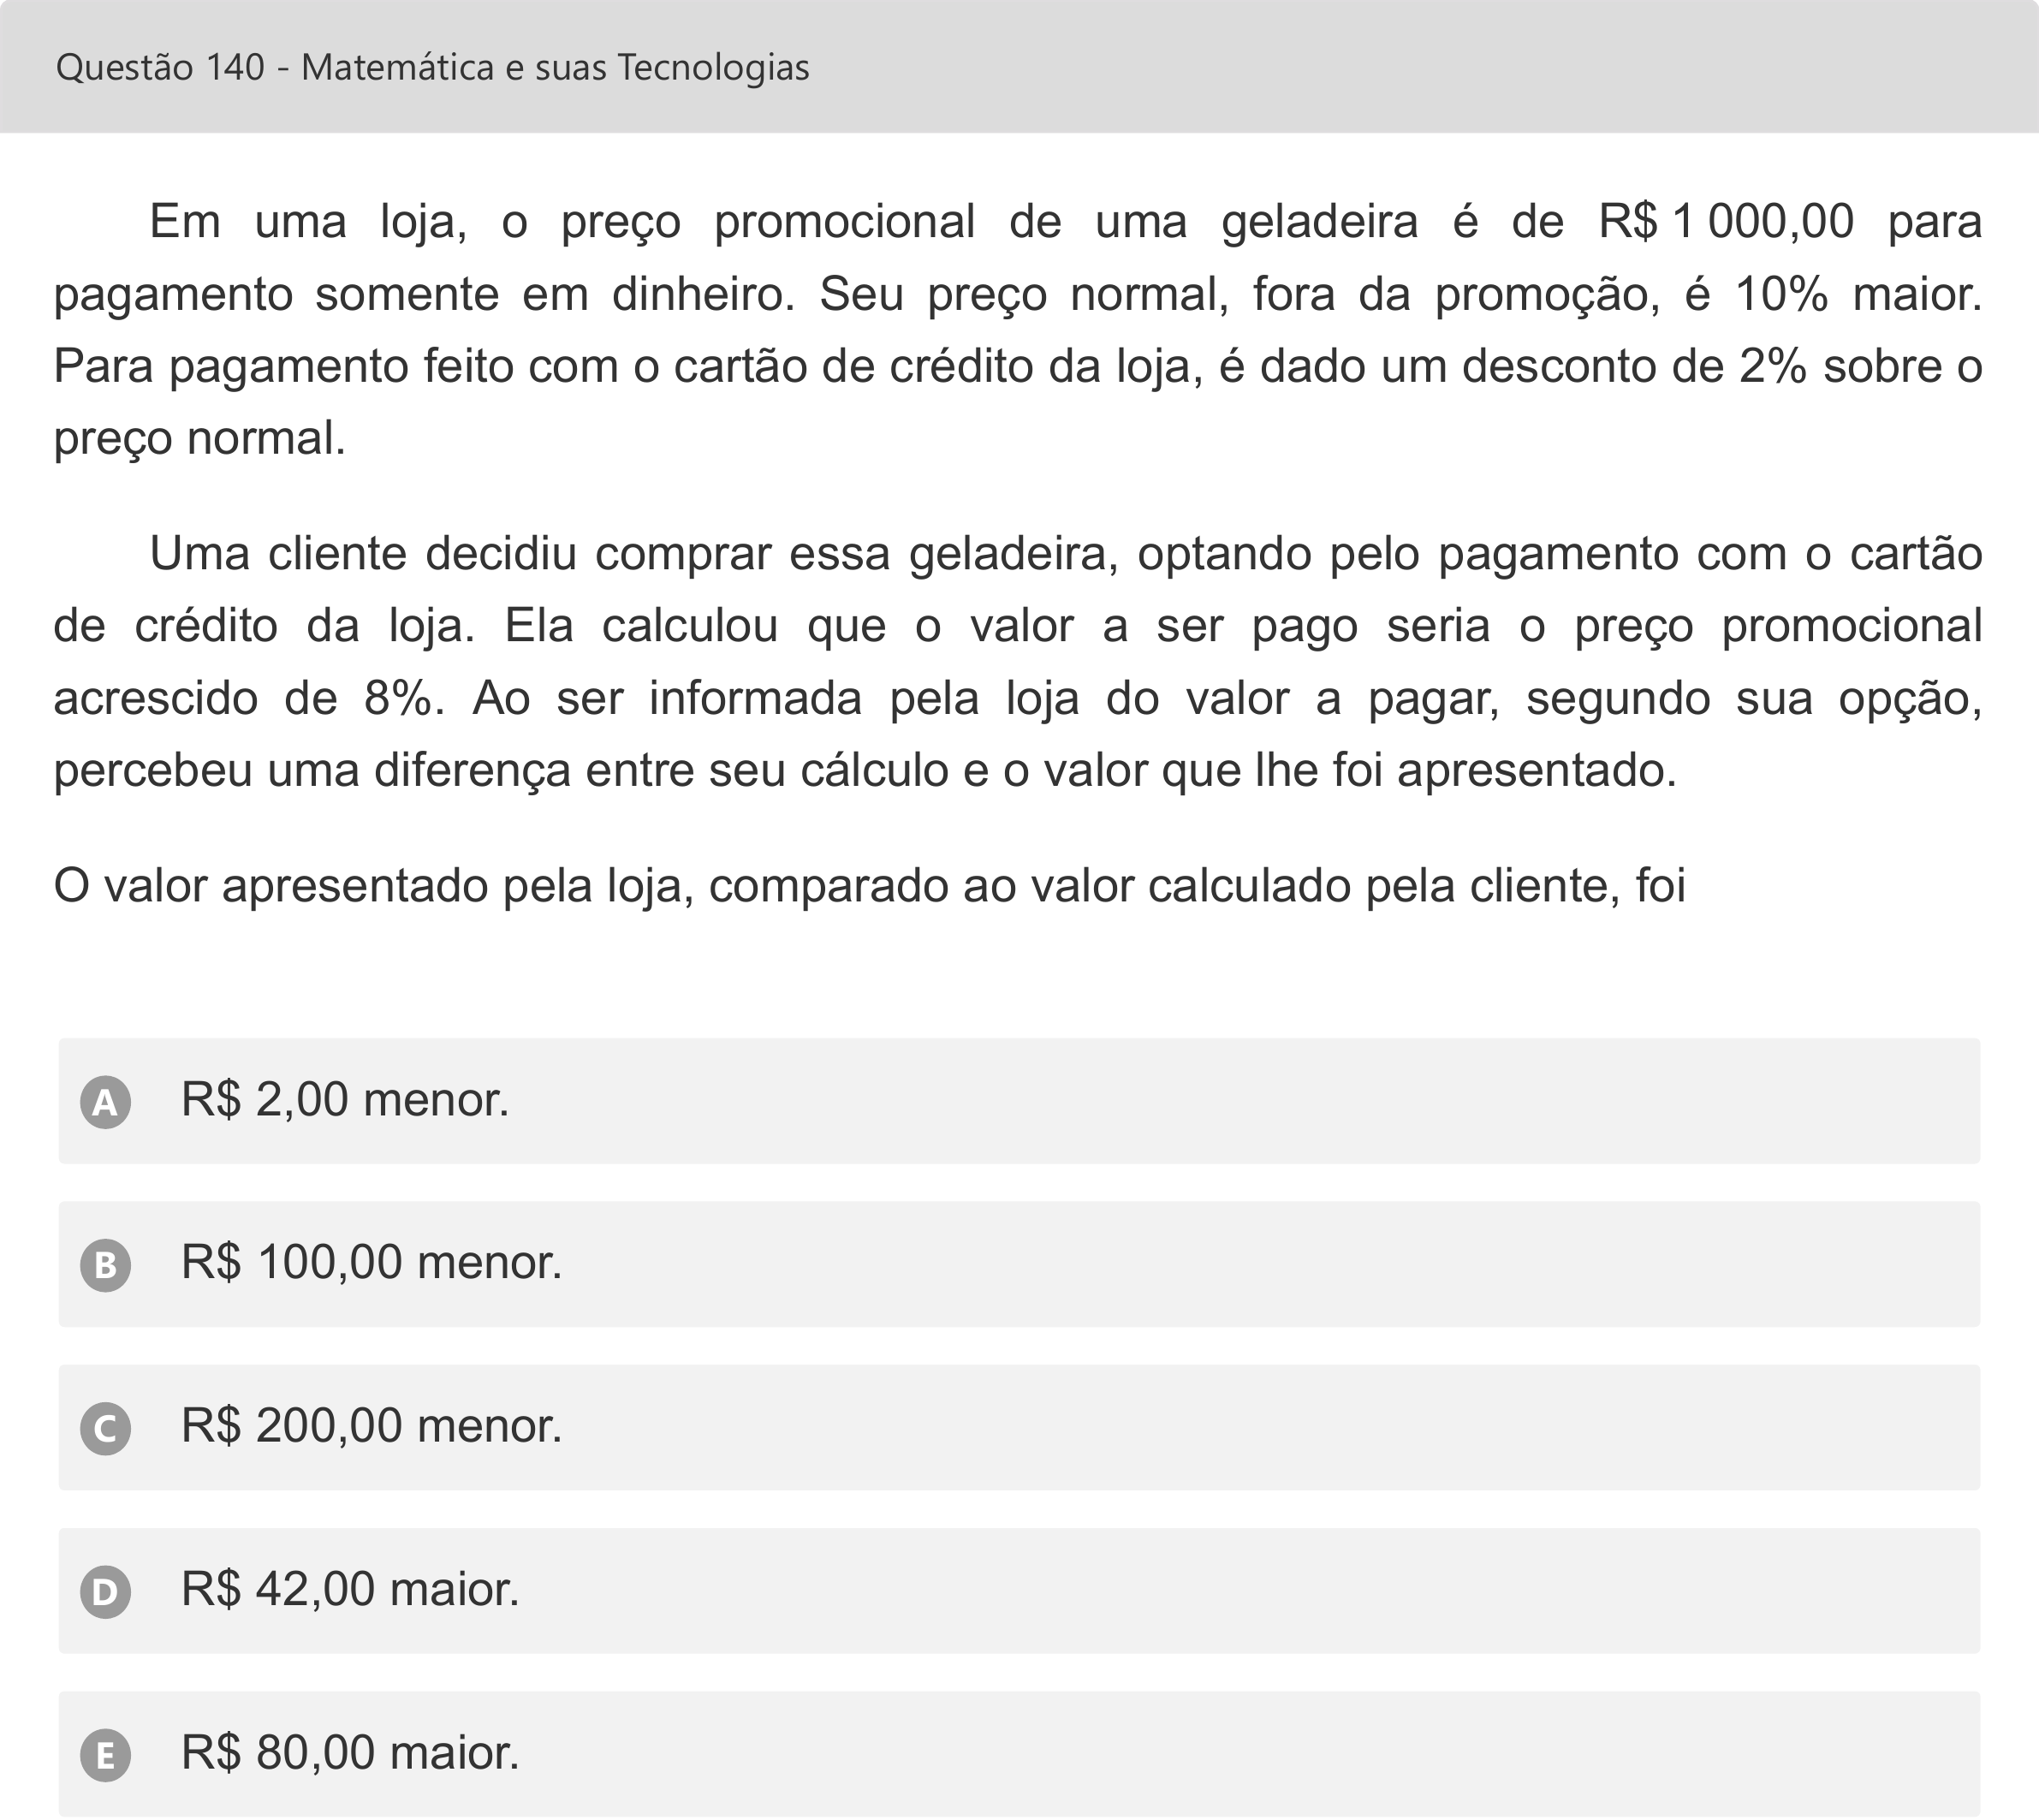 Questão 140 - Matemática e suas Tecnologias
Em uma loja, o preço promocional de uma geladeira é de R$ 1 000,00 para
pagamento somente em dinheiro. Seu preço normal, fora da promoção, é 10% maior.
Para pagamento feito com o cartão de crédito da loja, é dado um desconto de 2% sobre o
preço normal.
Uma cliente decidiu comprar essa geladeira, optando pelo pagamento com o cartão
de crédito da loja. Ela calculou que o valor a ser pago seria o preço promocional
acrescido de 8%. Ao ser informada pela loja do valor a pagar, segundo sua opção,
percebeu uma diferença entre seu cálculo e o valor que lhe foi apresentado.
O valor apresentado pela loja, comparado ao valor calculado pela cliente, foi
A R$ 2,00 menor.
B R$ 100,00 menor.
C R$ 200,00 menor.
D R$ 42,00 maior.
E R$ 80,00 maior.